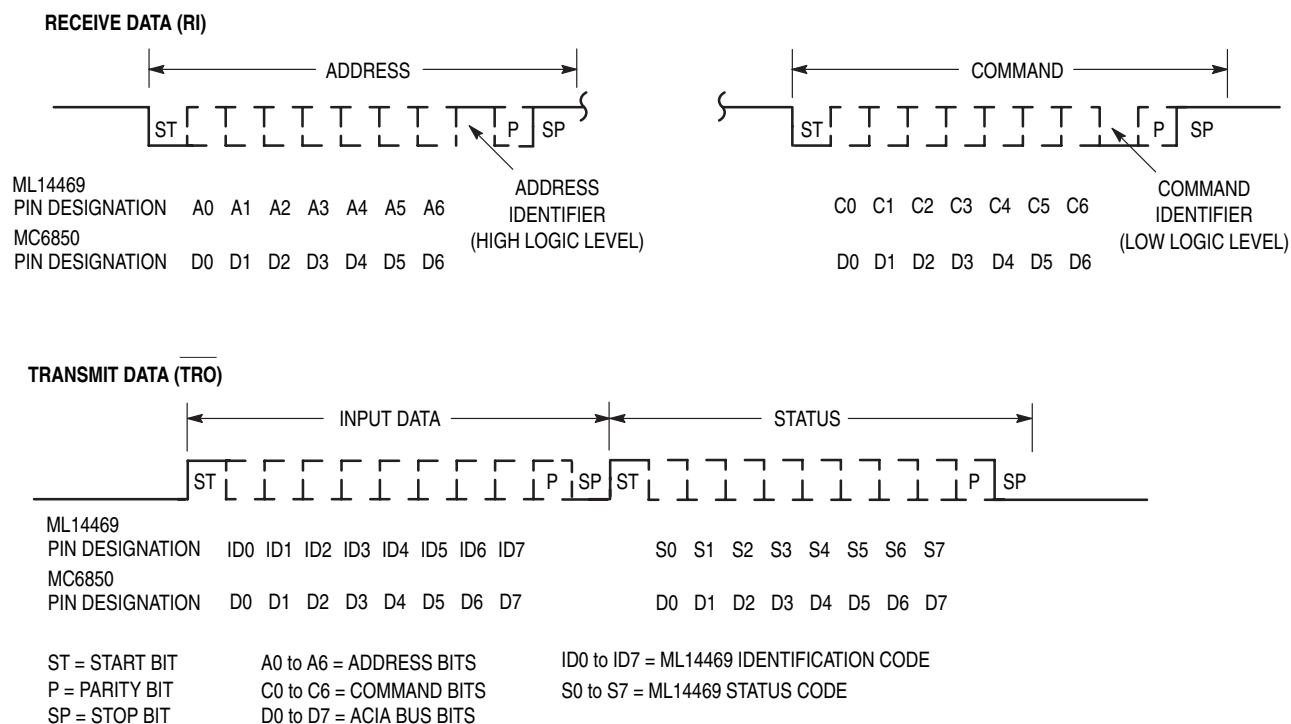 RECEIVE DATA (RI)
ADDRESS
COMMAND
ST P SP
ST P SP
ADDRESS
IDENTIFIER
(HIGH LOGIC LEVEL)
COMMAND
IDENTIFIER
(LOW LOGIC LEVEL)
ML14469
PIN DESIGNATION A0 A1 A2 A3 A4 A5 A6
C0 C1 C2 C3 C4 C5 C6
MC6850
PIN DESIGNATION D0 D1 D2 D3 D4 D5 D6
D0 D1 D2 D3 D4 D5 D6
TRANSMIT DATA (TRO)
INPUT DATA
STATUS
ST P SP ST P SP
ML14469
PIN DESIGNATION ID0 ID1 ID2 ID3 ID4 ID5 ID6 ID7 S0 S1 S2 S3 S4 S5 S6 S7
MC6850
PIN DESIGNATION D0 D1 D2 D3 D4 D5 D6 D7 D0 D1 D2 D3 D4 D5 D6 D7
ST = START BIT
P = PARITY BIT
SP = STOP BIT
A0 to A6 = ADDRESS BITS
C0 to C6 = COMMAND BITS
D0 to D7 = ACIA BUS BITS
ID0 to ID7 = ML14469 IDENTIFICATION CODE
S0 to S7 = ML14469 STATUS CODE